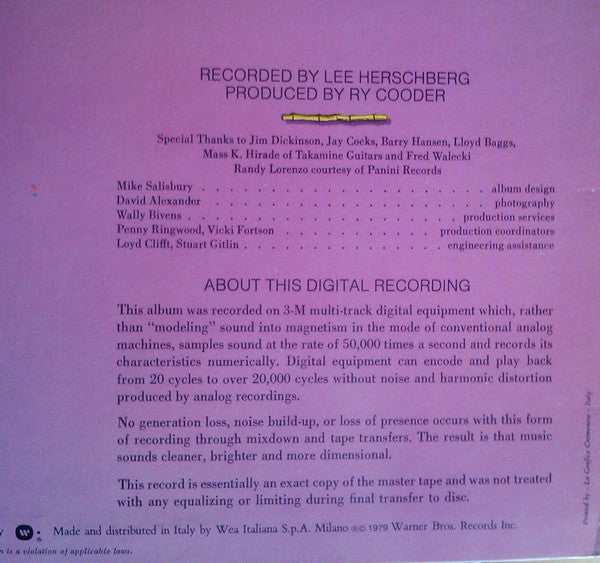 RECORDED BY LEE HERSCHBERG
PRODUCED BY RY COODER
Special Thanks to Jim Dickinson, Jay Cocks, Barry Hansen, Lloyd Baggs,
Mass K. Hirade of Takamine Guitars and Fred Walecki
Randy Lorenzo courtesy of Panini Records
Mike Salisbury . . . . . . . . . . . . . . . . . . . . album design
David Alexander . . . . . . . . . . . . . . . . . . . . photography
Wally Bivens . . . . . . . . . . . . . . . . . . production services
Penny Ringwood, Vicki Fortson . . . . . . . . . . . production coordinators
Loyd Clifft, Stuart Gitlin . . . . . . . . . . . . . . engineering assistance
ABOUT THIS DIGITAL RECORDING
This album was recorded on 3-M multi-track digital equipment which, rather
than “modeling” sound into magnetism in the mode of conventional analog
machines, samples sound at the rate of 50,000 times a second and records its
characteristics numerically. Digital equipment can encode and play back
from 20 cycles to over 20,000 cycles without noise and harmonic distortion
produced by analog recordings.
No generation loss, noise build-up, or loss of presence occurs with this form
of recording through mixdown and tape transfers. The result is that music
sounds cleaner, brighter and more dimensional.
This record is essentially an exact copy of the master tape and was not treated
with any equalizing or limiting during final transfer to disc.
y W ® Made and distributed in Italy by Wea Italiana S.p.A. Milano ℗© 1979 Warner Bros. Records Inc.
n is a violation of applicable laws.
Printed by - La Grafica Cremonese - Italy